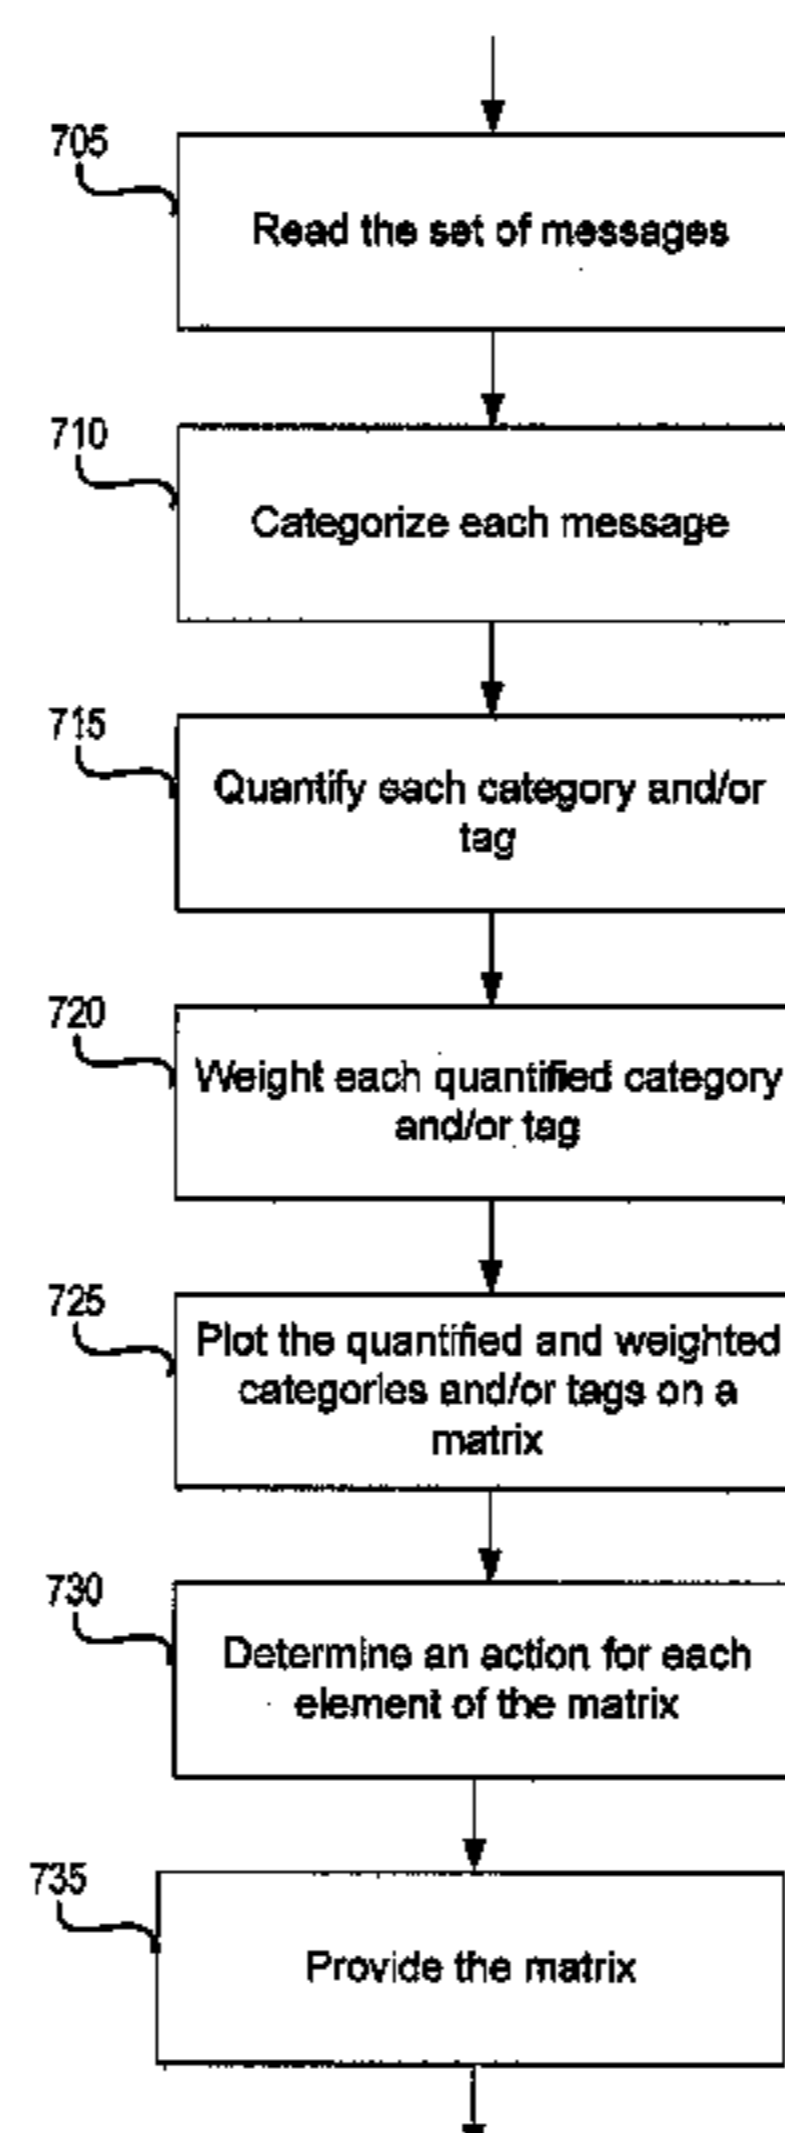 705
Read the set of messages
710
Categorize each message
715
Quantify each category and/or
tag
720
Weight each quantified category
and/or tag
725
Plot the quantified and weighted
categories and/or tags on a
matrix
730
Determine an action for each
element of the matrix
735
Provide the matrix